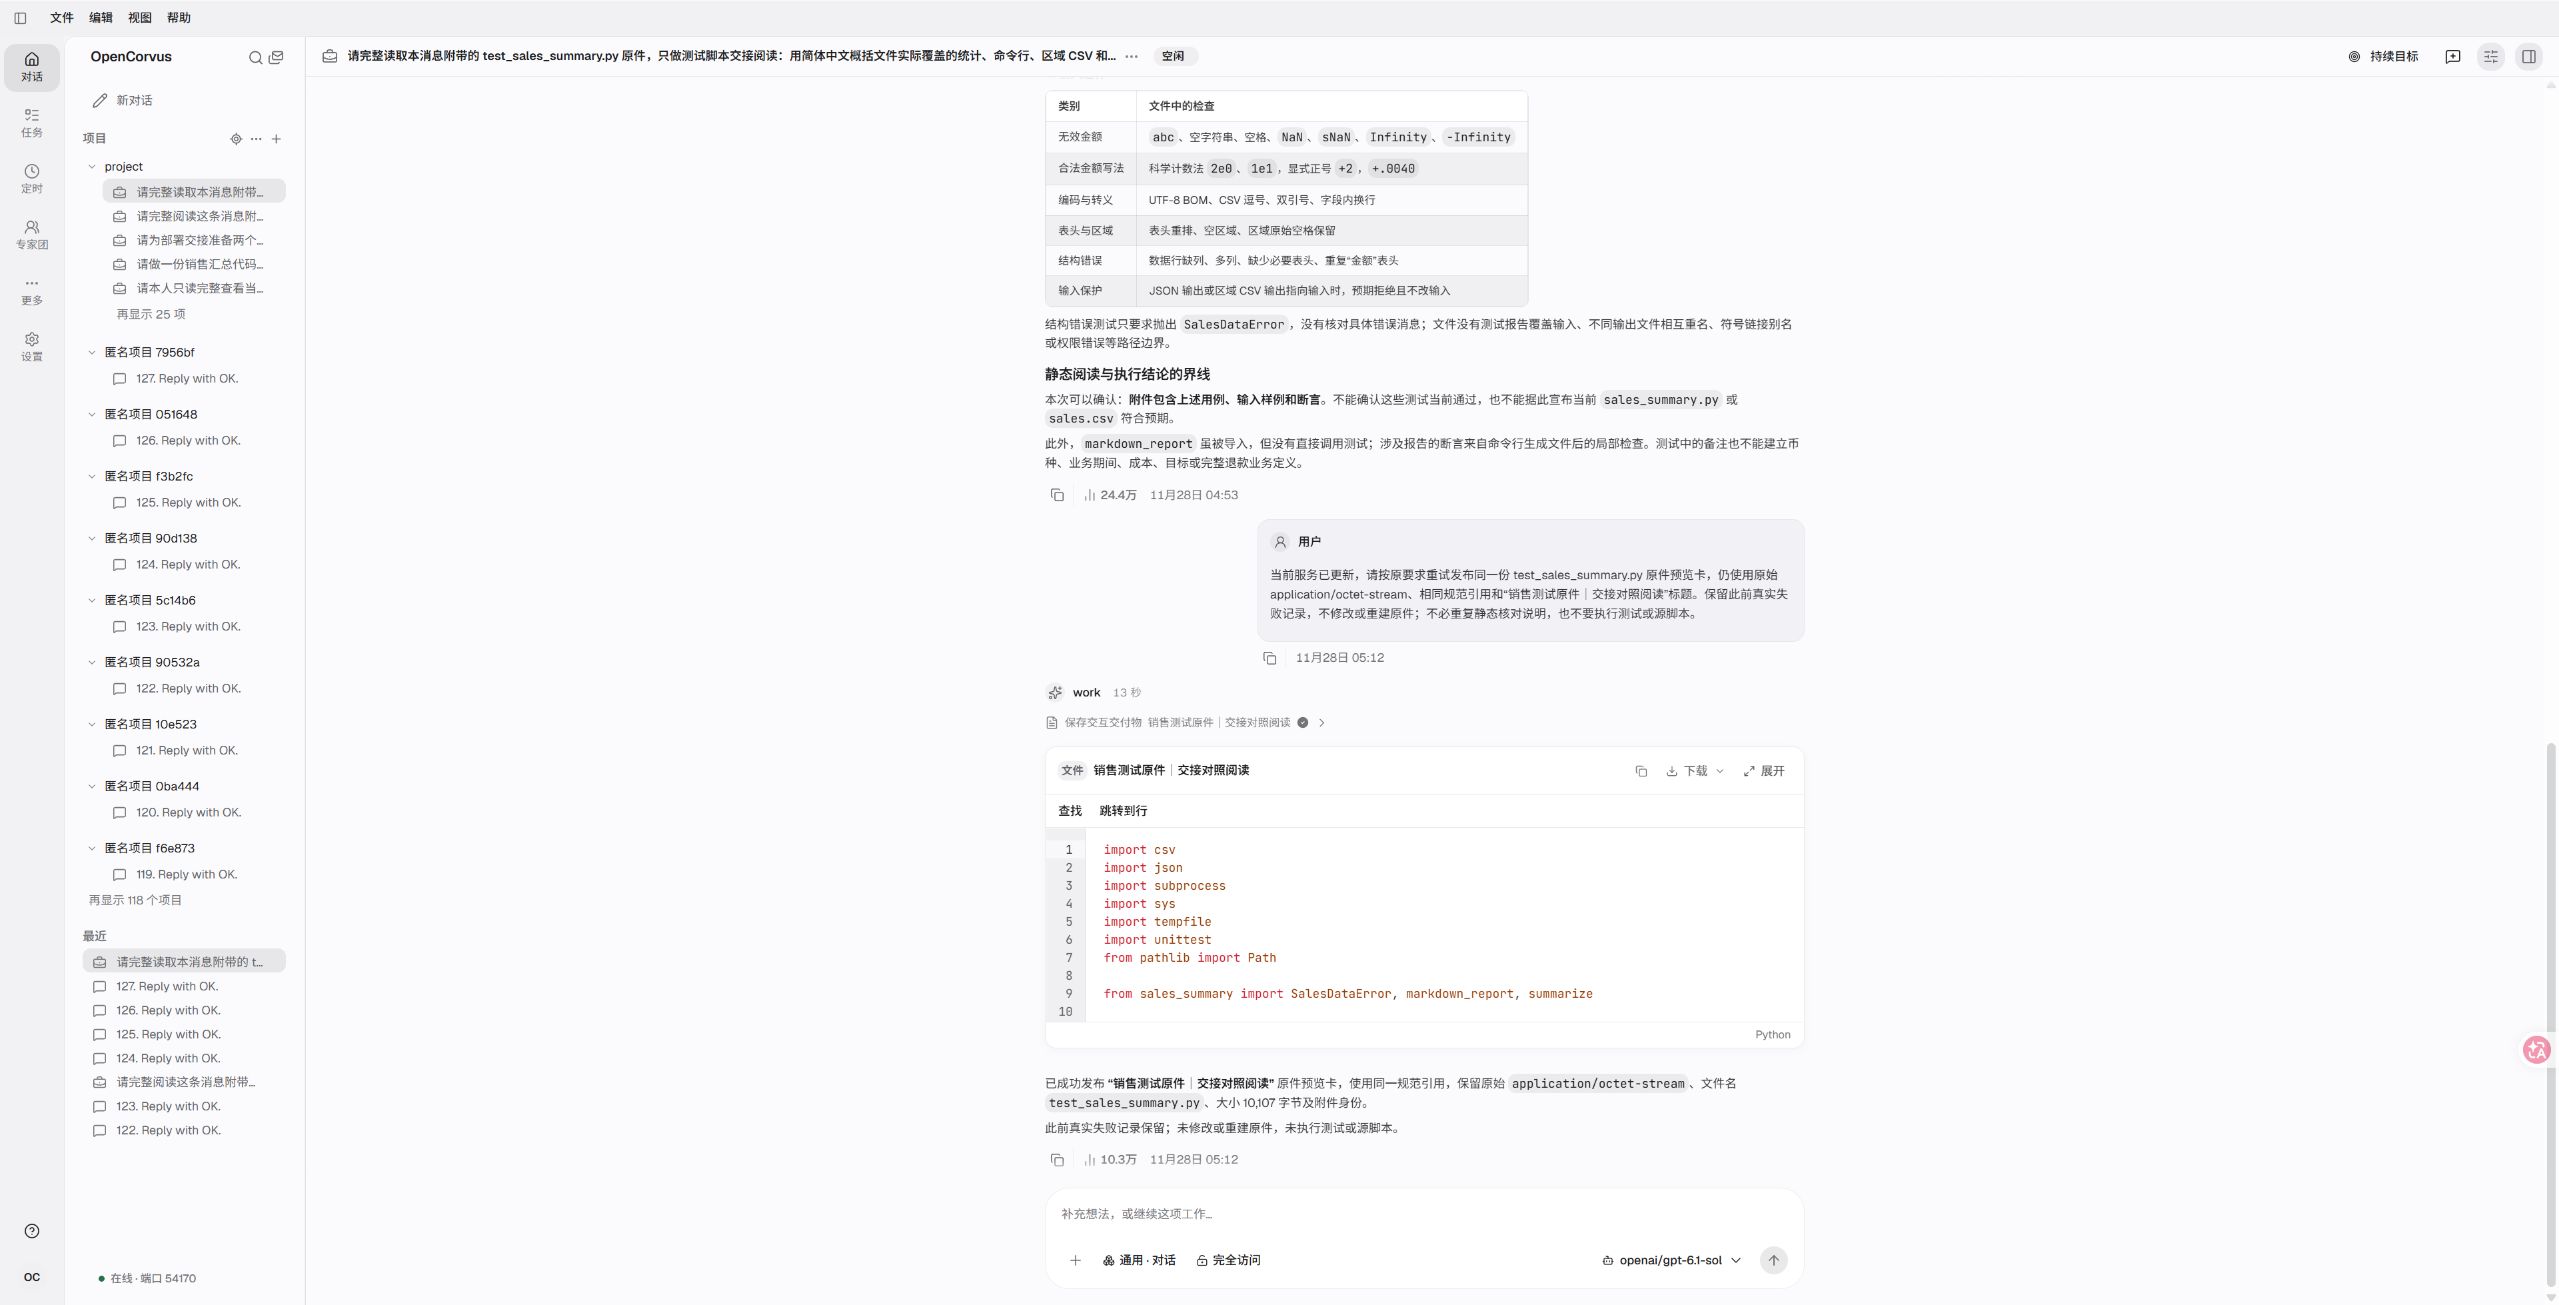 文件 编辑 视图 帮助
对话
任务
定时
专家团
更多
设置
OC
OpenCorvus
新对话
项目
project
请完整读取本消息附带...
请完整阅读这条消息附...
请为部署交接准备两个...
请做一份销售汇总代码...
请本人只读完整查看当...
再显示 25 项
匿名项目 7956bf
127. Reply with OK.
匿名项目 051648
126. Reply with OK.
匿名项目 f3b2fc
125. Reply with OK.
匿名项目 90d138
124. Reply with OK.
匿名项目 5c14b6
123. Reply with OK.
匿名项目 90532a
122. Reply with OK.
匿名项目 10e523
121. Reply with OK.
匿名项目 0ba444
120. Reply with OK.
匿名项目 f6e873
119. Reply with OK.
再显示 118 个项目
最近
请完整读取本消息附带的 t...
127. Reply with OK.
126. Reply with OK.
125. Reply with OK.
124. Reply with OK.
请完整阅读这条消息附带...
123. Reply with OK.
122. Reply with OK.
在线 · 端口 54170
请完整读取本消息附带的 test_sales_summary.py 原件，只做测试脚本交接阅读：用简体中文概括文件实际覆盖的统计、命令行、区域 CSV 和... 空闲 持续目标
类别 文件中的检查
无效金额 abc、空字符串、空格、NaN、sNaN、Infinity、-Infinity
合法金额写法 科学计数法 2e0、1e1，显式正号 +2，+.0040
编码与转义 UTF-8 BOM、CSV 逗号、双引号、字段内换行
表头与区域 表头重排、空区域、区域原始空格保留
结构错误 数据行缺列、多列、缺少必要表头、重复“金额”表头
输入保护 JSON 输出或区域 CSV 输出指向输入时，预期拒绝且不改输入
结构错误测试只要求抛出 SalesDataError，没有核对具体错误消息；文件没有测试报告覆盖输入、不同输出文件相互重名、符号链接别名
或权限错误等路径边界。
静态阅读与执行结论的界线
本次可以确认：附件包含上述用例、输入样例和断言。不能确认这些测试当前通过，也不能据此宣布当前 sales_summary.py 或
sales.csv 符合预期。
此外，markdown_report 虽被导入，但没有直接调用测试；涉及报告的断言来自命令行生成文件后的局部检查。测试中的备注也不能建立币
种、业务期间、成本、目标或完整退款业务定义。
24.4万 11月28日 04:53
用户
当前服务已更新，请按原要求重试发布同一份 test_sales_summary.py 原件预览卡，仍使用原始
application/octet-stream、相同规范引用和“销售测试原件｜交接对照阅读”标题。保留此前真实失
败记录，不修改或重建原件；不必重复静态核对说明，也不要执行测试或源脚本。
11月28日 05:12
work 13 秒
保存交互交付物 销售测试原件｜交接对照阅读
文件 销售测试原件｜交接对照阅读 下载 展开
查找 跳转到行
1 import csv
2 import json
3 import subprocess
4 import sys
5 import tempfile
6 import unittest
7 from pathlib import Path
8
9 from sales_summary import SalesDataError, markdown_report, summarize
10
Python
已成功发布 “销售测试原件｜交接对照阅读” 原件预览卡，使用同一规范引用，保留原始 application/octet-stream、文件名
test_sales_summary.py、大小 10,107 字节及附件身份。
此前真实失败记录保留；未修改或重建原件，未执行测试或源脚本。
10.3万 11月28日 05:12
补充想法，或继续这项工作...
通用 · 对话 完全访问 openai/gpt-6.1-sol